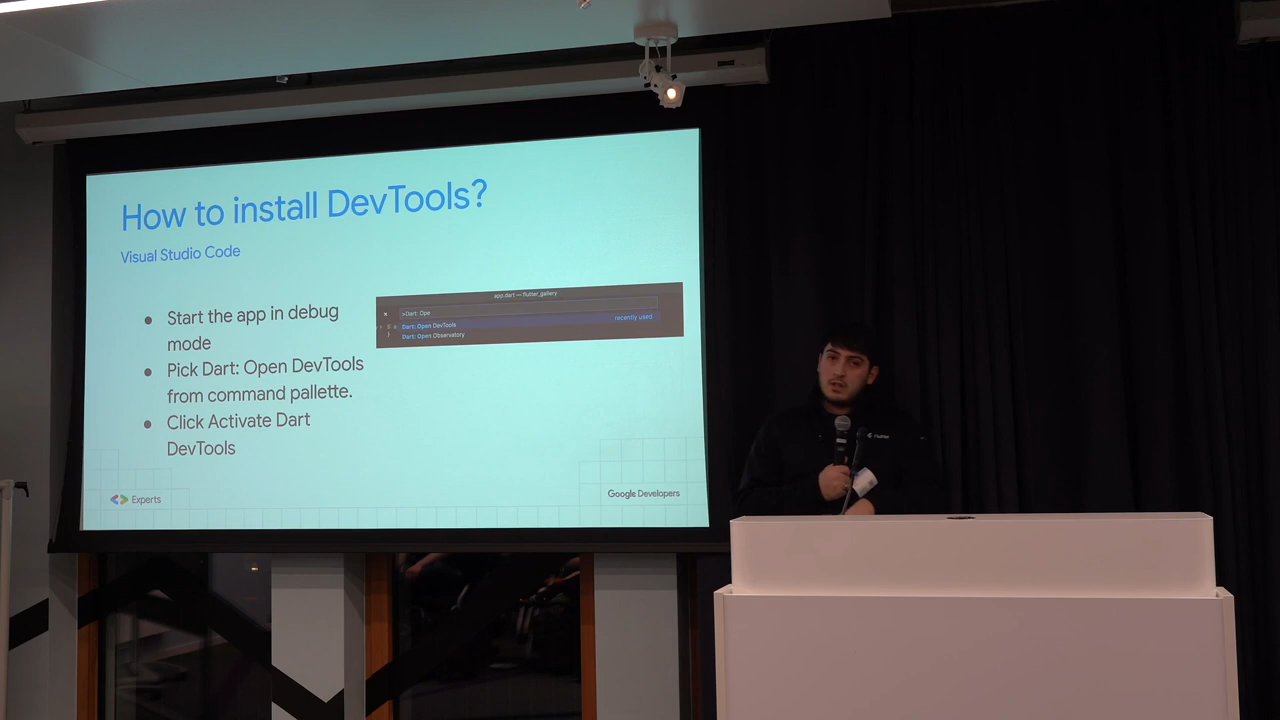 How to install DevTools?
Visual Studio Code
Start the app in debug
mode
Pick Dart: Open DevTools
from command pallette.
Click Activate Dart
DevTools
app.dart — flutter_gallery
>Dart: Ope
Dart: Open DevTools
recently used
Dart: Open Observatory
Experts
Google Developers
Flutter